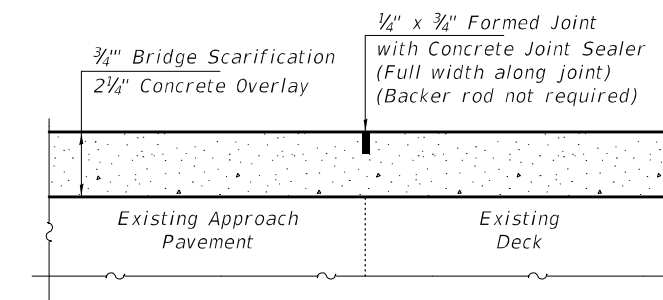 ¼" x ¾" Formed Joint
with Concrete Joint Sealer
(Full width along joint)
(Backer rod not required)
¾''' Bridge Scarification
2¼" Concrete Overlay
Existing Approach
Pavement
Existing
Deck